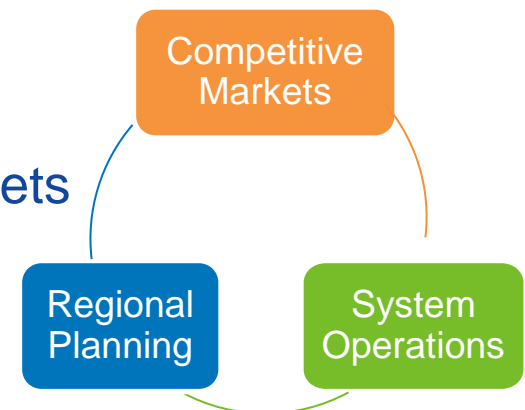 Competitive
Markets
ets
Regional
Planning
System
Operations